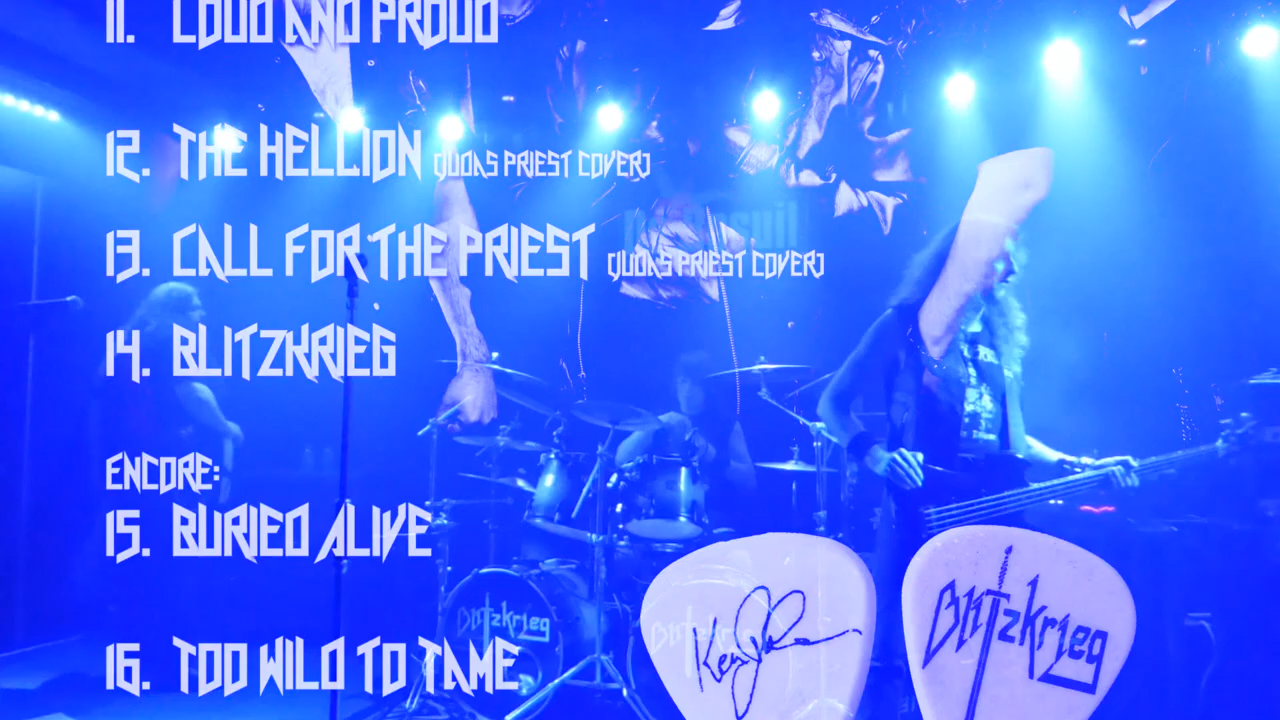 11. LOUD AND PROUD
12. THE HELLION (JUDAS PRIEST COVER)
13. CALL FOR THE PRIEST (JUDAS PRIEST COVER)
14. BLITZKRIEG
ENCORE:
15. BURIED ALIVE
Blitzkrieg
Blitzkrieg
16. TOO WILD TO TAME